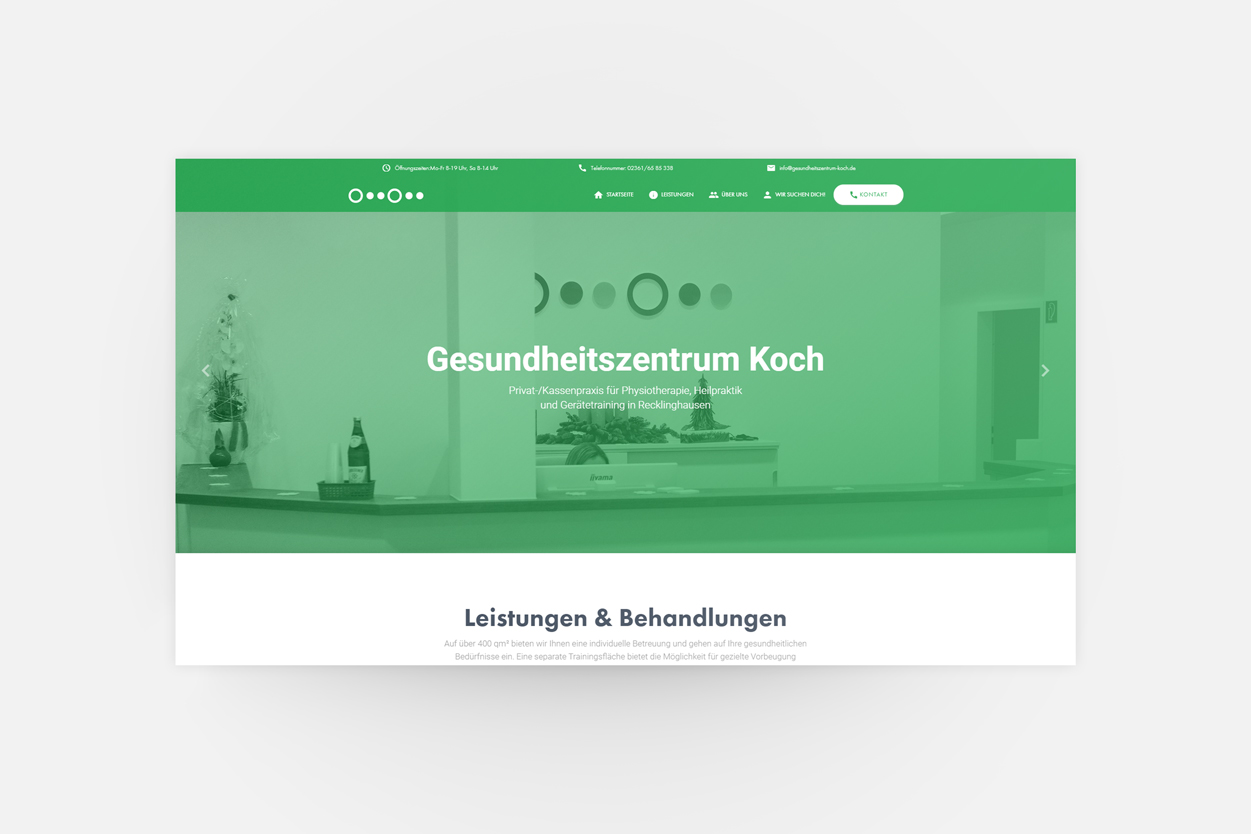 Öffnungszeiten:Mo-Fr 8-19 Uhr, Sa 8-14 Uhr
Telefonnummer: 02361/65 85 338
info@gesundheitszentrum-koch.de
STARTSEITE
LEISTUNGEN
ÜBER UNS
WIR SUCHEN DICH!
KONTAKT
Gesundheitszentrum Koch
Privat-/Kassenpraxis für Physiotherapie, Heilpraktik
und Gerätetraining in Recklinghausen
iiyama
Leistungen & Behandlungen
Auf über 400 qm² bieten wir Ihnen eine individuelle Betreuung und gehen auf Ihre gesundheitlichen
Bedürfnisse ein. Eine separate Trainingsfläche bietet die Möglichkeit für gezielte Vorbeugung